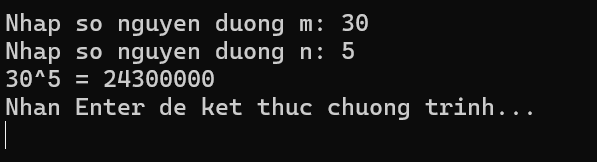 Nhap so nguyen duong m: 30
Nhap so nguyen duong n: 5
30^5 = 24300000
Nhan Enter de ket thuc chuong trinh...